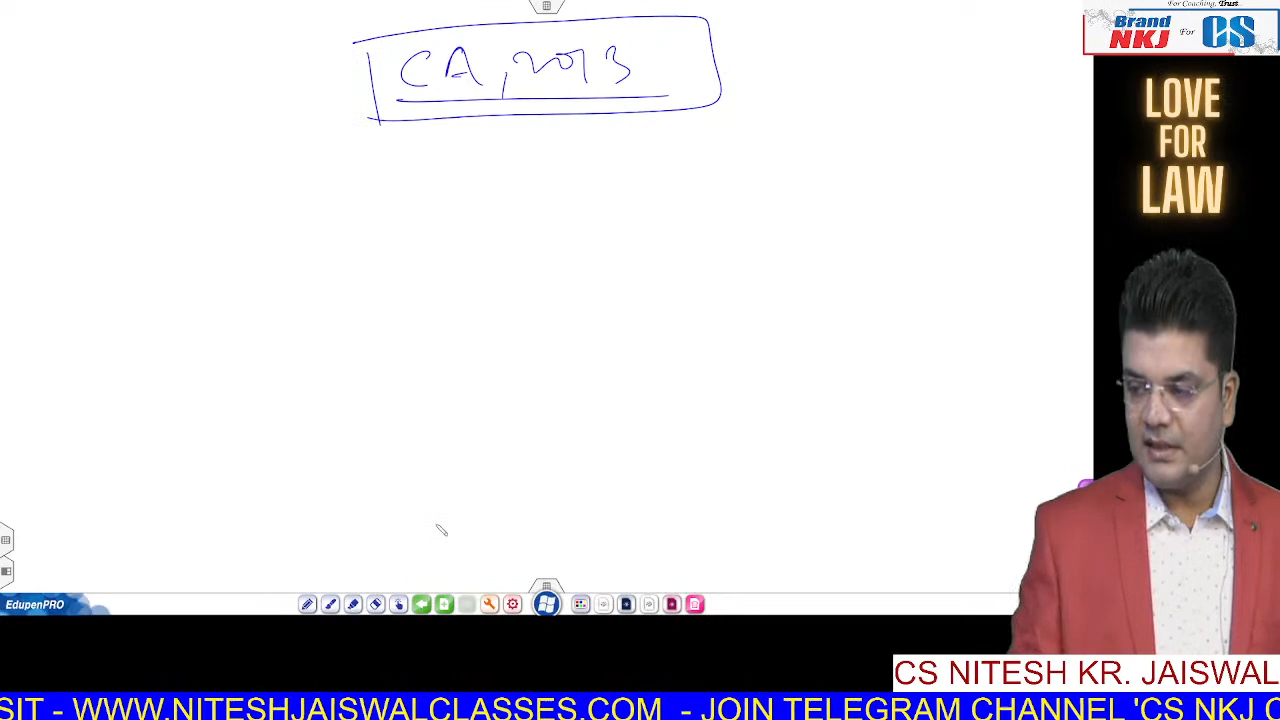 For Coaching, Trust...
Brand
NKJ
For
CS
CA, 2013
LOVE
FOR
LAW
EdupenPRO
CS NITESH KR. JAISWAL
SIT - WWW.NITESHJAISWALCLASSES.COM - JOIN TELEGRAM CHANNEL 'CS NKJ C